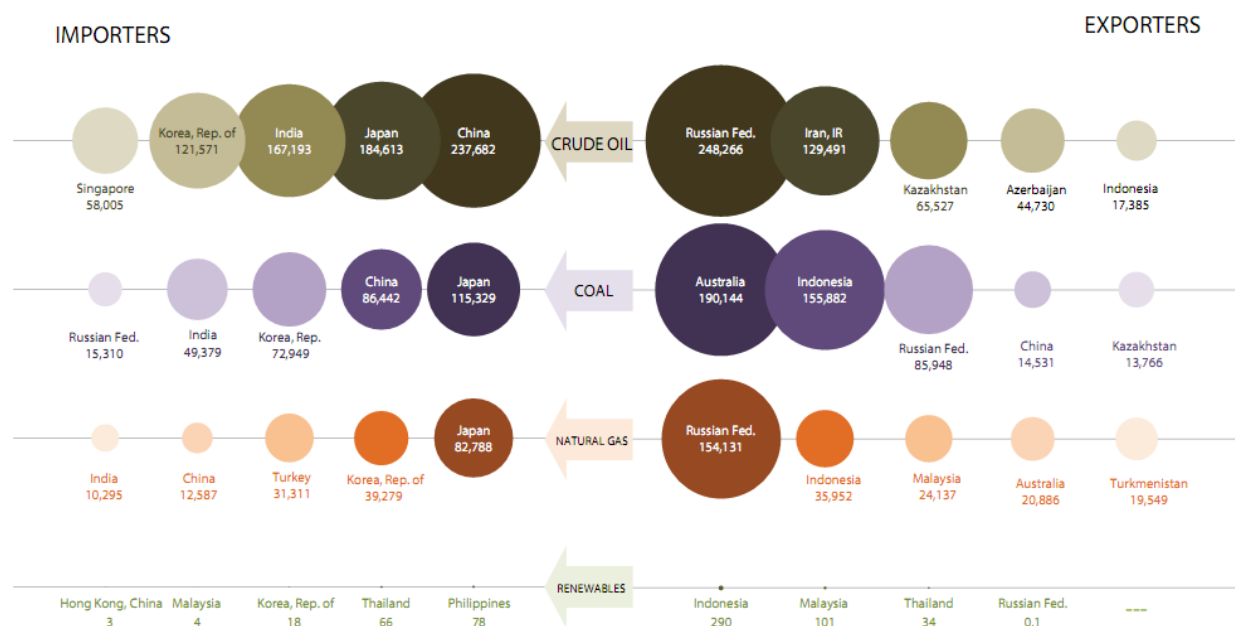 IMPORTERS
EXPORTERS
Singapore
58,005
Korea, Rep. of
121,571
India
167,193
Japan
184,613
China
237,682
CRUDE OIL
Russian Fed.
248,266
Iran, IR
129,491
Kazakhstan
65,527
Azerbaijan
44,730
Indonesia
17,385
Russian Fed.
15,310
India
49,379
Korea, Rep.
72,949
China
86,442
Japan
115,329
COAL
Australia
190,144
Indonesia
155,882
Russian Fed.
85,948
China
14,531
Kazakhstan
13,766
India
10,295
China
12,587
Turkey
31,311
Korea, Rep. of
39,279
Japan
82,788
NATURAL GAS
Russian Fed.
154,131
Indonesia
35,952
Malaysia
24,137
Australia
20,886
Turkmenistan
19,549
Hong Kong, China
3
Malaysia
4
Korea, Rep. of
18
Thailand
66
Philippines
78
RENEWABLES
Indonesia
290
Malaysia
101
Thailand
34
Russian Fed.
0.1
___